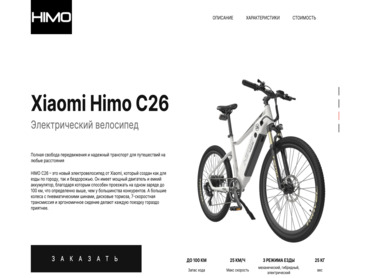 HIMO
ОПИСАНИЕ ХАРАКТЕРИСТИКИ СТОИМОСТЬ
Xiaomi Himo C26
Электрический велосипед
Полная свобода передвижения и надежный транспорт для путешествий на
любые расстояния
HIMO C26 – это новый электровелосипед от Xiaomi, который создан как для
езды по городу, так и бездорожью. Он имеет мощный двигатель и емкий
аккумулятор, благодаря которым способен проезжать на одном заряде до
100 км, что определенно выше, чем у большинства конкурентов. А большие
колеса с пневматическими шинами, дисковые тормоза, 7-скоростная
трансмиссия и эргономичное сидение делает каждую поездку гораздо
приятнее.
ЗАКАЗАТЬ
ДО 100 КМ 25 КМ/Ч 3 РЕЖИМА ЕЗДЫ 25 КГ
Запас хода Макс скорость механический, гибридный, вес
электрический